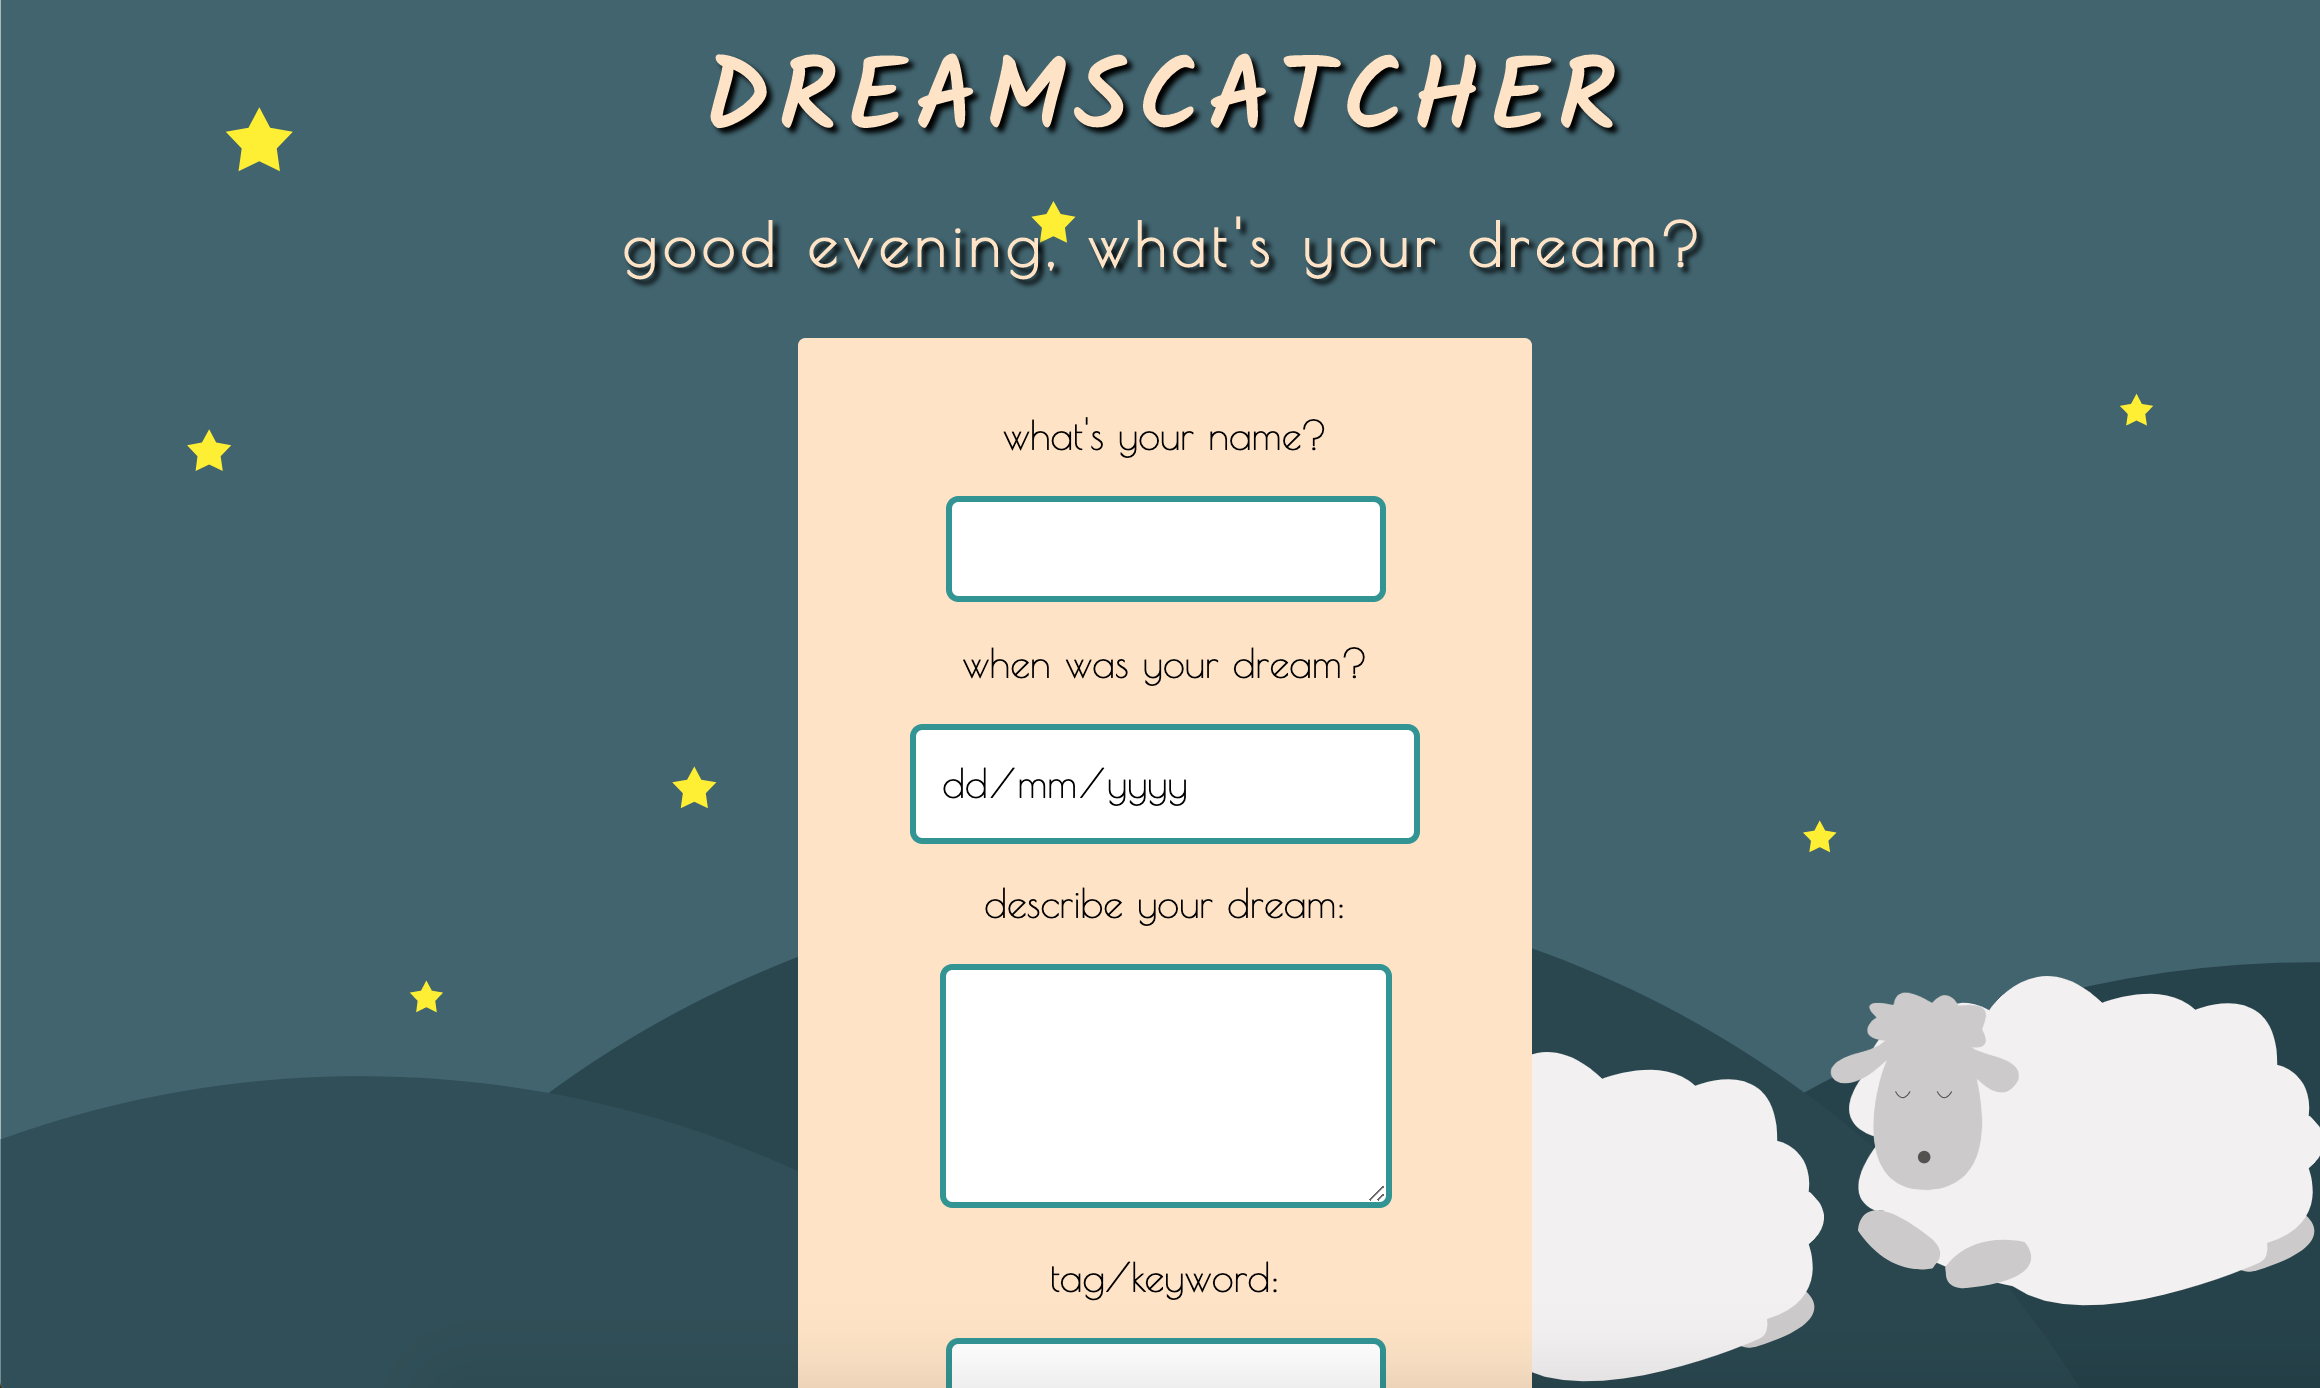 DREAMSCATCHER
good evening, what's your dream?
what's your name?
when was your dream?
dd/mm/yyyy
describe your dream:
tag/keyword: